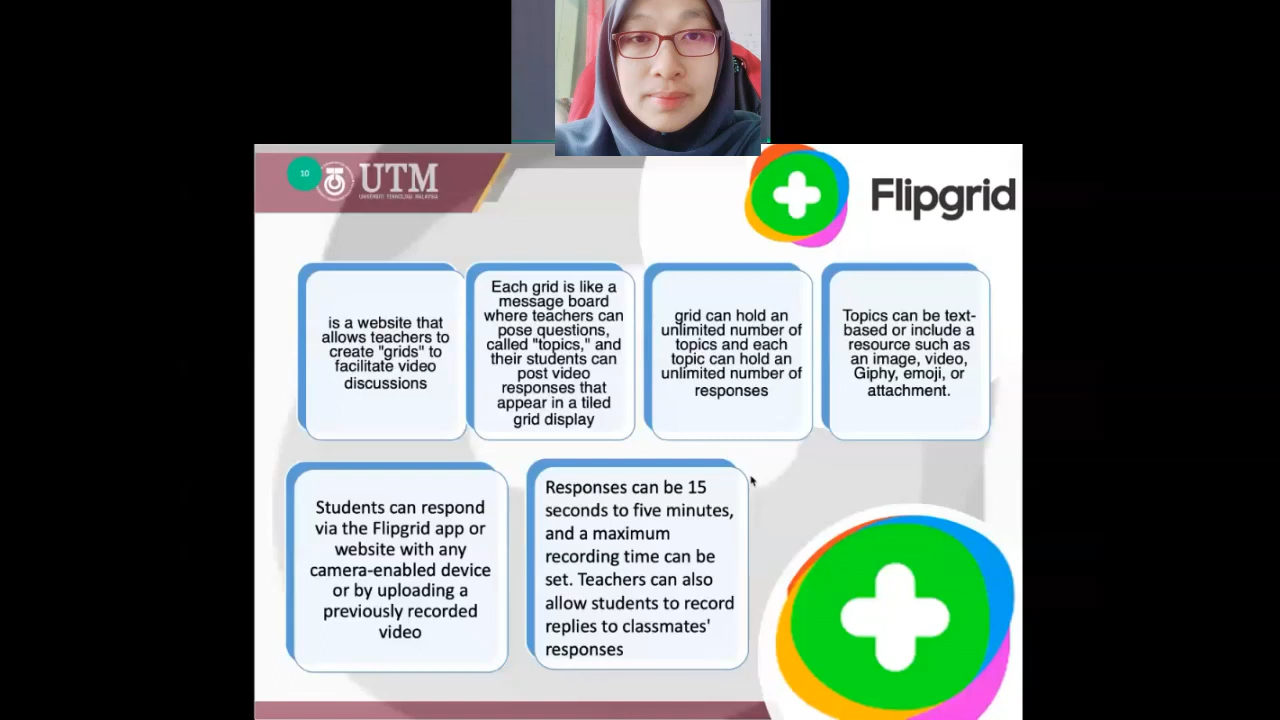 10
UTM
UNIVERSITI TEKNOLOGI MALAYSIA
Flipgrid
is a website that
allows teachers to
create "grids" to
facilitate video
discussions
Each grid is like a
message board
where teachers can
pose questions,
called "topics," and
their students can
post video
responses that
appear in a tiled
grid display
grid can hold an
unlimited number of
topics and each
topic can hold an
unlimited number of
responses
Topics can be text-
based or include a
resource such as
an image, video,
Giphy, emoji, or
attachment.
Students can respond
via the Flipgrid app or
website with any
camera-enabled device
or by uploading a
previously recorded
video
Responses can be 15
seconds to five minutes,
and a maximum
recording time can be
set. Teachers can also
allow students to record
replies to classmates'
responses